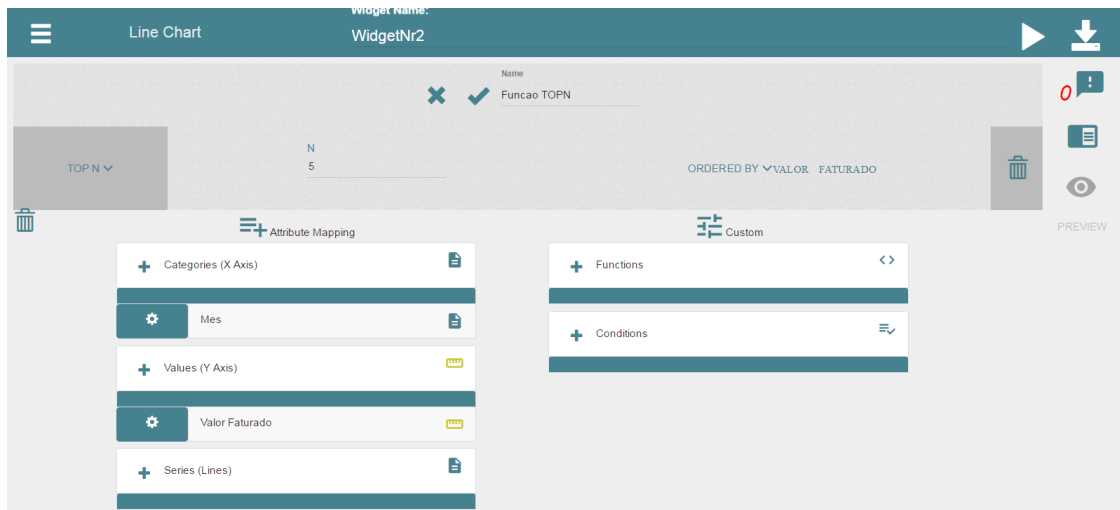 Widget Name:
Line Chart
WidgetNr2
Name
Funcao TOPN
0
N
TOP N
5
ORDERED BY VALOR FATURADO
PREVIEW
Attribute Mapping
Custom
Categories (X Axis)
Functions
Mes
Conditions
Values (Y Axis)
Valor Faturado
Series (Lines)